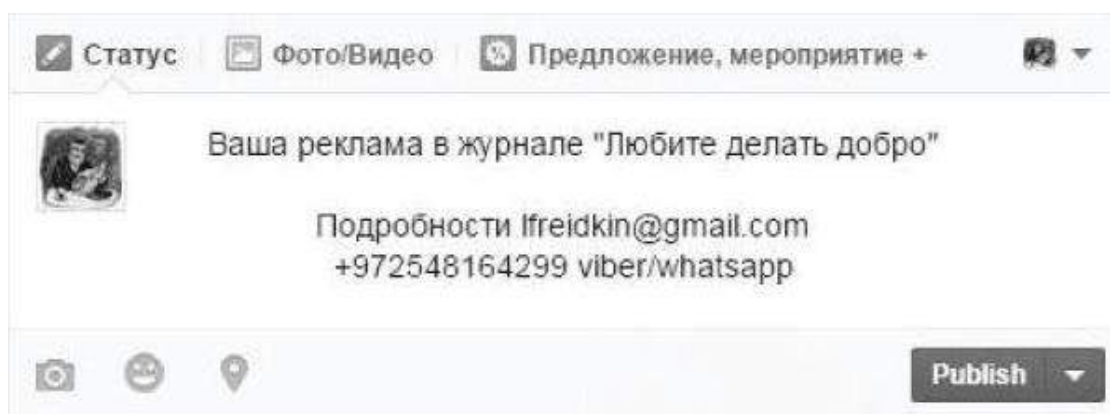 Статус Фото/Видео Предложение, мероприятие +
Ваша реклама в журнале "Любите делать добро"
Подробности lfreidkin@gmail.com
+972548164299 viber/whatsapp
Publish